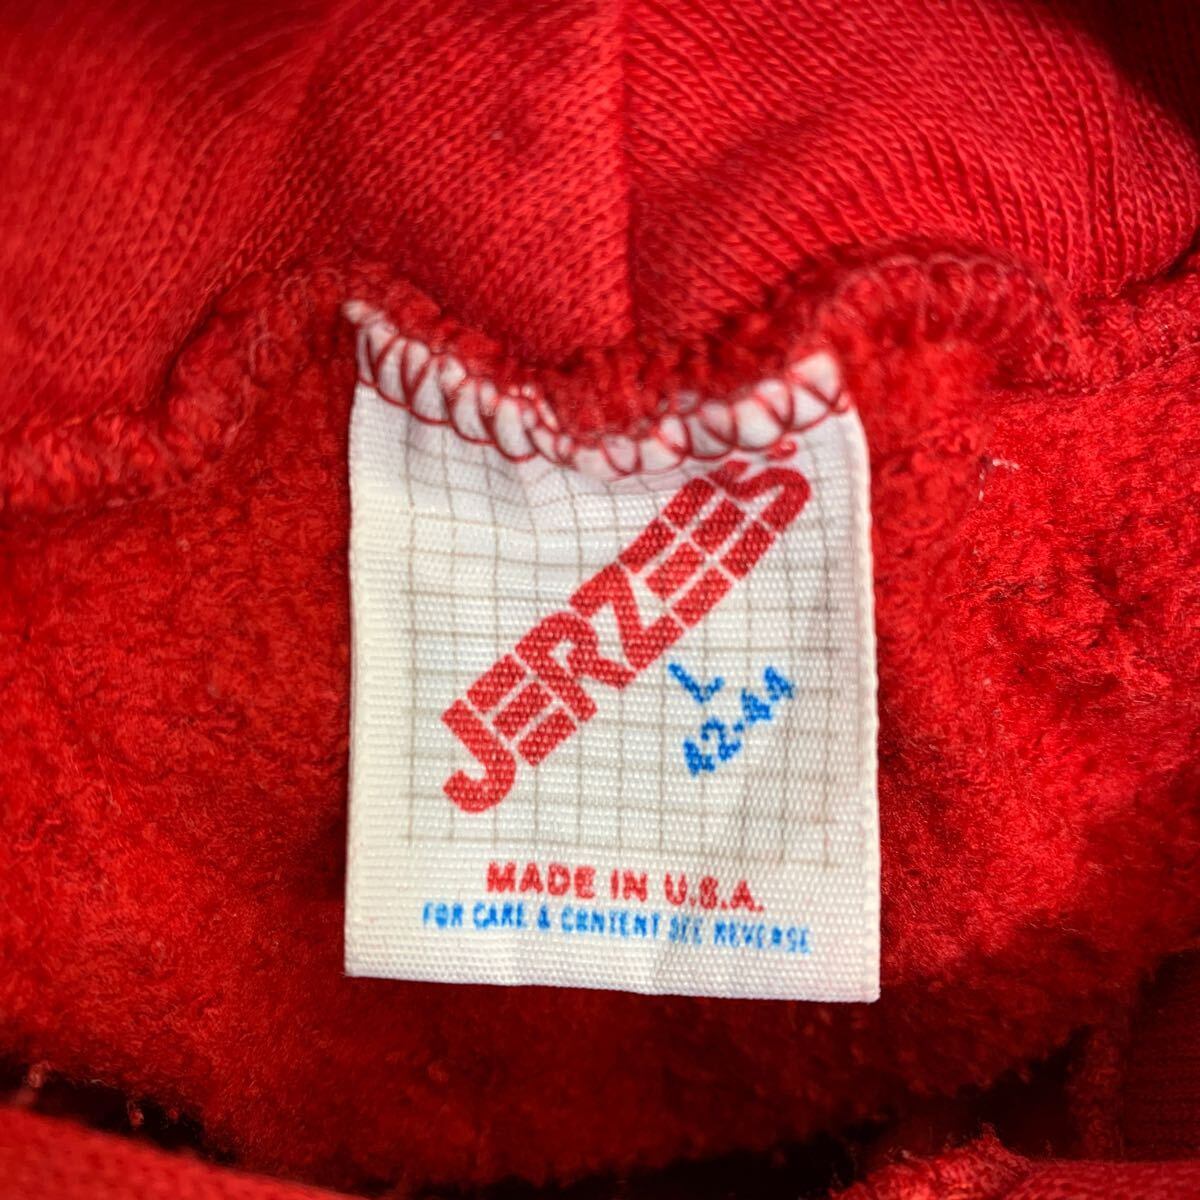 JERZEES
L
42-44
MADE IN U.S.A.
FOR CARE & CONTENT SEE REVERSE